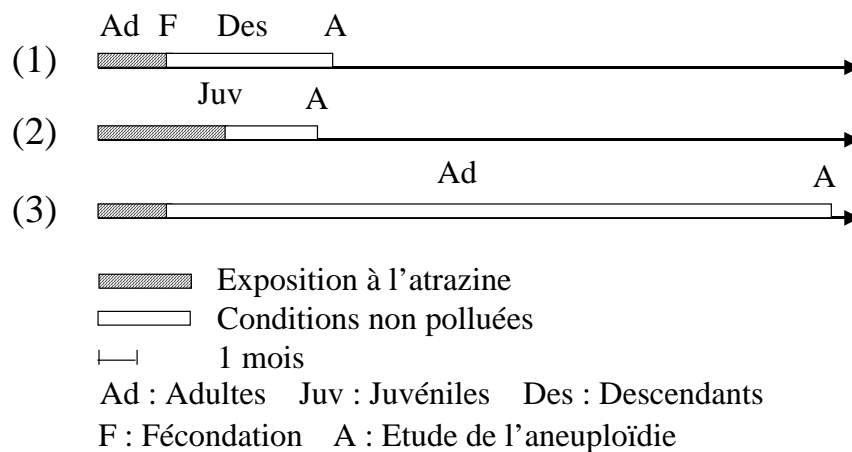 Ad F Des A
(1)
Juv A
(2)
Ad A
(3)
Exposition à l’atrazine
Conditions non polluées
1 mois
Ad : Adultes Juv : Juvéniles Des : Descendants
F : Fécondation A : Etude de l’aneuploïdie